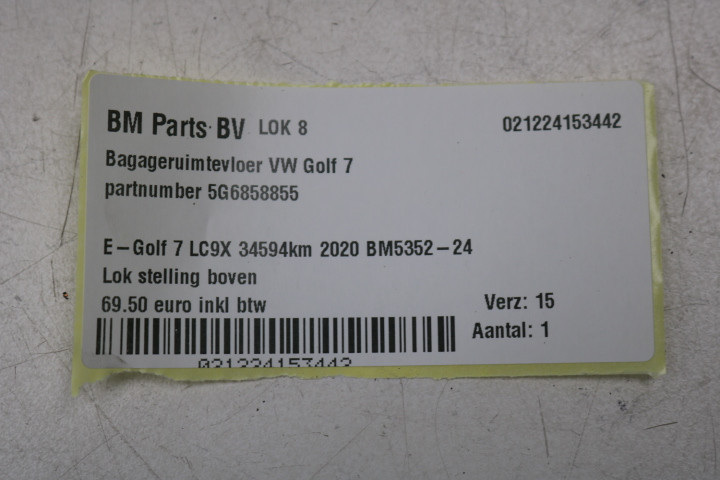 BM Parts BV LOK 8 021224153442
Bagageruimtevloer VW Golf 7
partnumber 5G6858855
E-Golf 7 LC9X 34594km 2020 BM5352-24
Lok stelling boven
69.50 euro inkl btw Verz: 15
Aantal: 1
021224153442